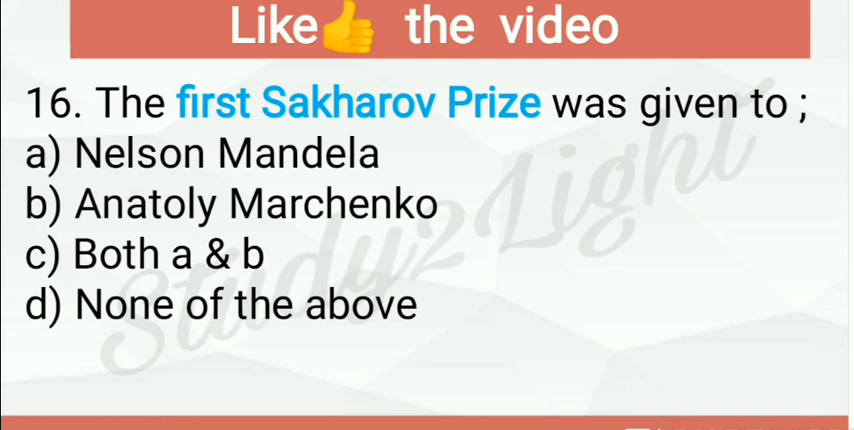 Like👍 the video
16. The first Sakharov Prize was given to ;
a) Nelson Mandela
b) Anatoly Marchenko
c) Both a & b
d) None of the above
Study2Light